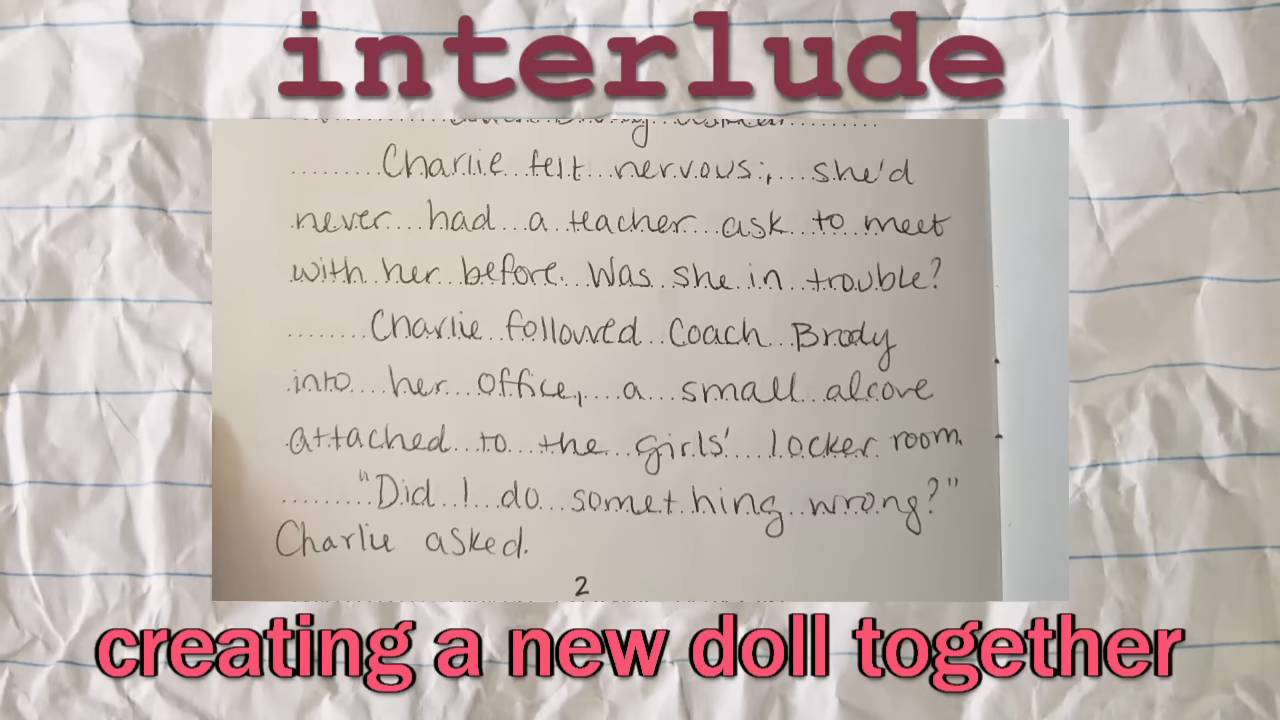 interlude
Charlie felt nervous; she'd
never had a teacher ask to meet
with her before. Was she in trouble?
Charlie followed Coach Brody
into her office, a small alcove
attached to the girls' locker room.
"Did I do something wrong?"
Charlie asked.
2
creating a new doll together